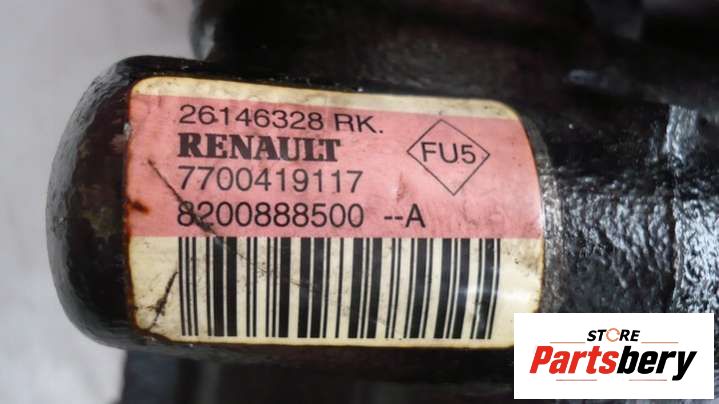 26146328 RK.
RENAULT
7700419117
8200888500 --A
FU5
STORE
Partsbery